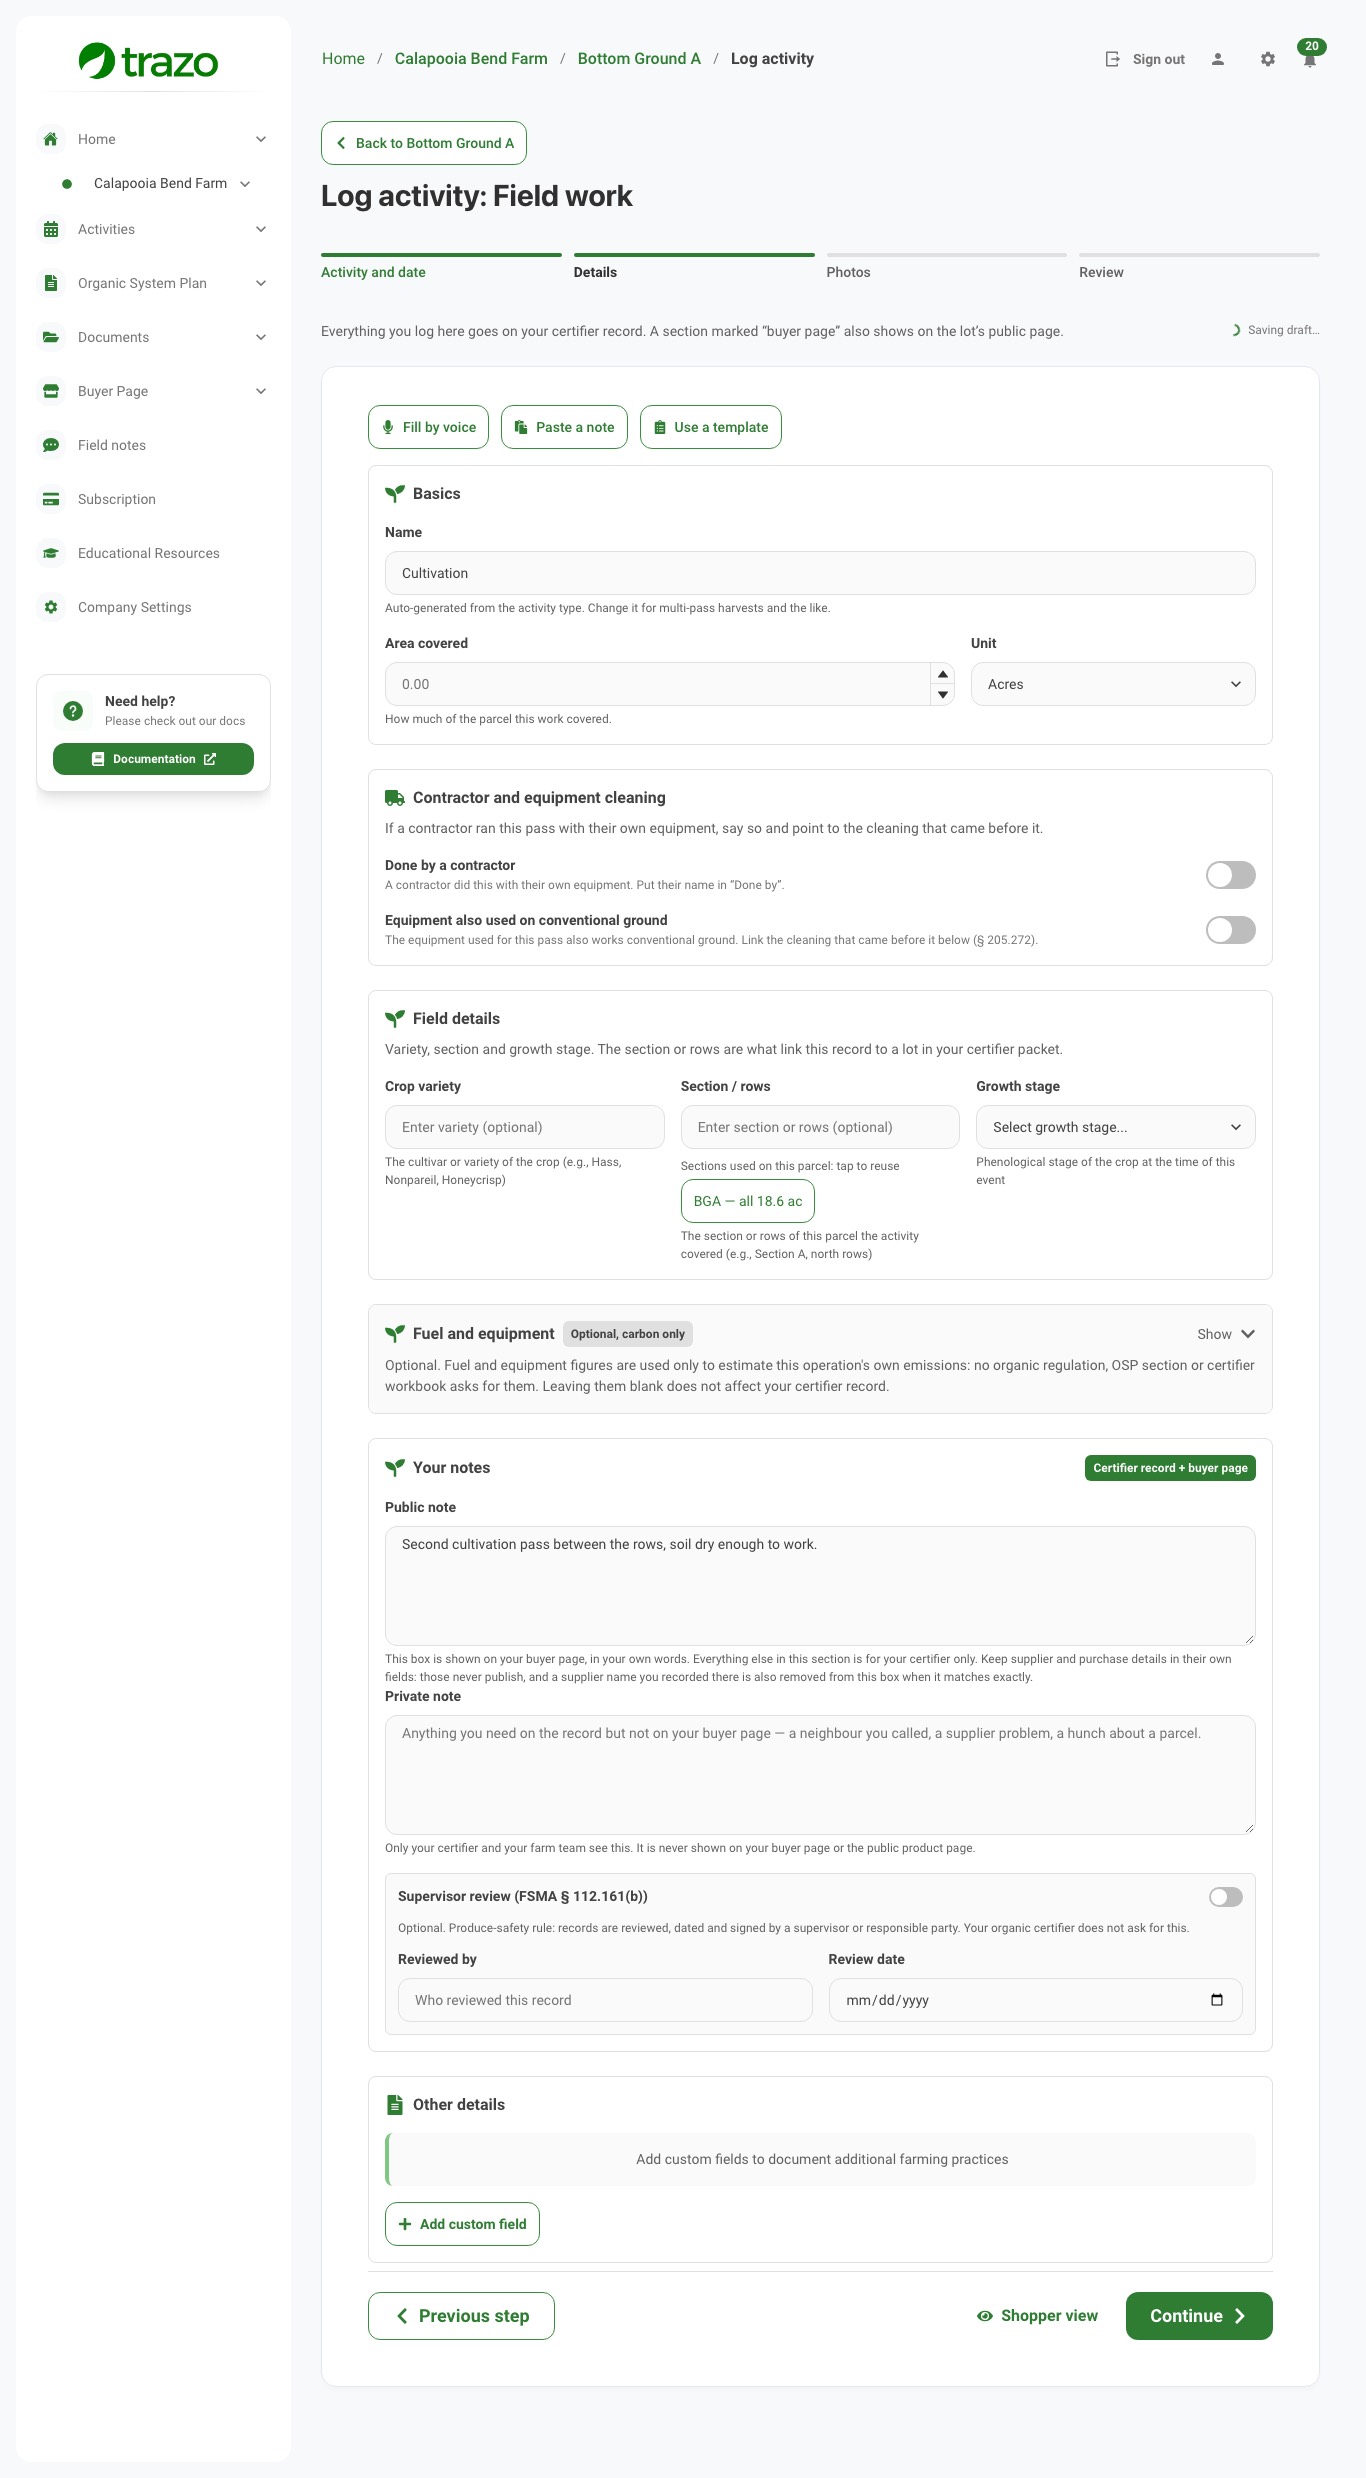 trazo
Home / Calapooia Bend Farm / Bottom Ground A / Log activity
Sign out
20
Home
Calapooia Bend Farm
Activities
Organic System Plan
Documents
Buyer Page
Field notes
Subscription
Educational Resources
Company Settings
Need help?
Please check out our docs
Documentation
Back to Bottom Ground A
Log activity: Field work
Activity and date
Details
Photos
Review
Everything you log here goes on your certifier record. A section marked “buyer page” also shows on the lot’s public page.
Saving draft...
Fill by voice
Paste a note
Use a template
Basics
Name
Cultivation
Auto-generated from the activity type. Change it for multi-pass harvests and the like.
Area covered
Unit
0.00
Acres
How much of the parcel this work covered.
Contractor and equipment cleaning
If a contractor ran this pass with their own equipment, say so and point to the cleaning that came before it.
Done by a contractor
A contractor did this with their own equipment. Put their name in “Done by”.
Equipment also used on conventional ground
The equipment used for this pass also works conventional ground. Link the cleaning that came before it below (§ 205.272).
Field details
Variety, section and growth stage. The section or rows are what link this record to a lot in your certifier packet.
Crop variety
Section / rows
Growth stage
Enter variety (optional)
Enter section or rows (optional)
Select growth stage...
The cultivar or variety of the crop (e.g., Hass,
Nonpareil, Honeycrisp)
Sections used on this parcel: tap to reuse
BGA — all 18.6 ac
The section or rows of this parcel the activity
covered (e.g., Section A, north rows)
Phenological stage of the crop at the time of this
event
Fuel and equipment
Optional, carbon only
Show
Optional. Fuel and equipment figures are used only to estimate this operation's own emissions: no organic regulation, OSP section or certifier
workbook asks for them. Leaving them blank does not affect your certifier record.
Your notes
Certifier record + buyer page
Public note
Second cultivation pass between the rows, soil dry enough to work.
This box is shown on your buyer page, in your own words. Everything else in this section is for your certifier only. Keep supplier and purchase details in their own
fields: those never publish, and a supplier name you recorded there is also removed from this box when it matches exactly.
Private note
Anything you need on the record but not on your buyer page — a neighbour you called, a supplier problem, a hunch about a parcel.
Only your certifier and your farm team see this. It is never shown on your buyer page or the public product page.
Supervisor review (FSMA § 112.161(b))
Optional. Produce-safety rule: records are reviewed, dated and signed by a supervisor or responsible party. Your organic certifier does not ask for this.
Reviewed by
Review date
Who reviewed this record
mm/dd/yyyy
Other details
Add custom fields to document additional farming practices
Add custom field
Previous step
Shopper view
Continue